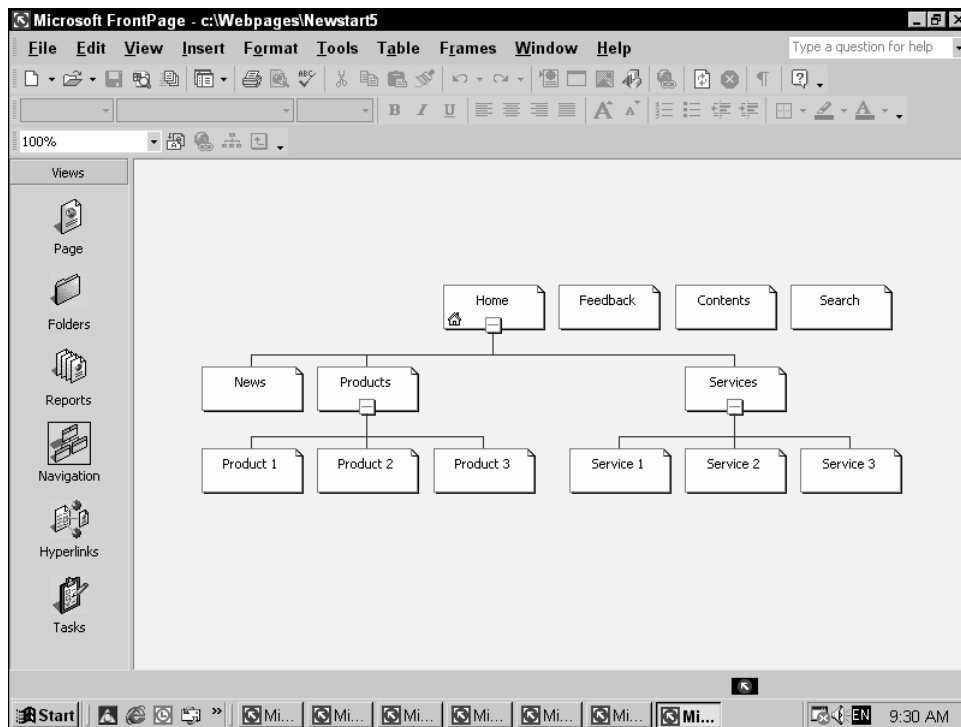 Microsoft FrontPage - c:\Webpages\Newstart5
File Edit View Insert Format Tools Table Frames Window Help Type a question for help
ABC
B I U A A A
100%
Views
Page
Folders
Reports
Navigation
Hyperlinks
Tasks
Home Feedback Contents Search
News Products Services
Product 1 Product 2 Product 3 Service 1 Service 2 Service 3
Start » Mi... Mi... Mi... Mi... Mi... Mi... Mi... EN 9:30 AM